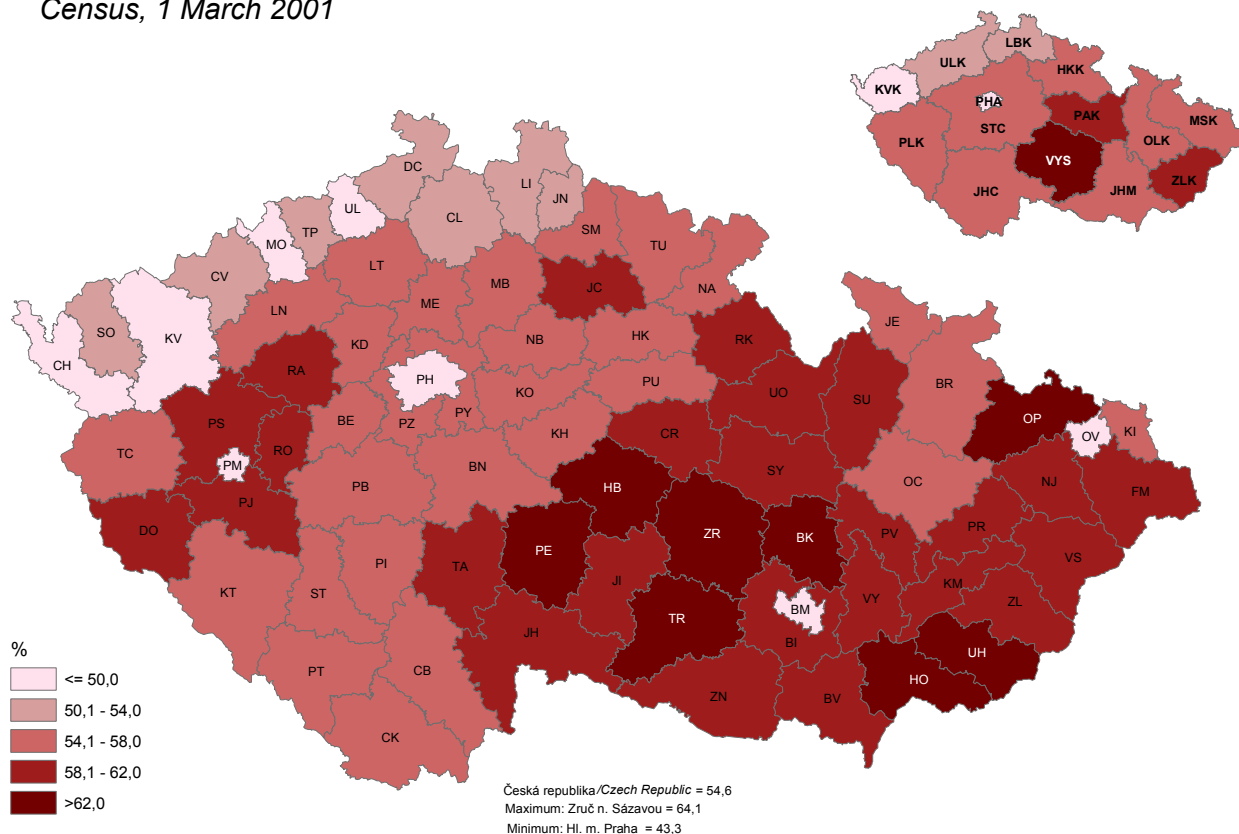 Census, 1 March 2001
LBK
ULK
HKK
KVK
PHA
PAK
STC
MSK
PLK
OLK
VYS
ZLK
JHC
JHM
DC
LI
JN
UL
CL
TP
MO
SM
TU
CV
LT
MB
JC
NA
ME
LN
SO
KV
CH
KD
NB
HK
RK
JE
RA
PH
PU
BR
KO
UO
SU
PS
BE
PZ
PY
OP
KI
OV
TC
RO
KH
CR
PM
BN
SY
OC
NJ
FM
PB
HB
PJ
DO
PR
PE
ZR
BK
PV
VS
PI
TA
JI
KT
ST
KM
ZL
VY
BM
TR
BI
JH
UH
PT
CB
HO
ZN
BV
CK
%
<= 50,0
50,1 - 54,0
54,1 - 58,0
58,1 - 62,0
>62,0
Česká republika/Czech Republic = 54,6
Maximum: Zruč n. Sázavou = 64,1
Minimum: Hl. m. Praha = 43,3